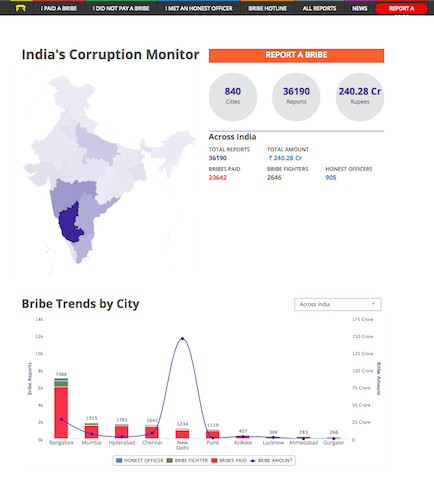 I PAID A BRIBE I DID NOT PAY A BRIBE I MET AN HONEST OFFICER BRIBE HOTLINE ALL REPORTS NEWS REPORT A
India's Corruption Monitor
REPORT A BRIBE
840 36190 240.28 Cr
Cities Reports Rupees
Across India
TOTAL REPORTS TOTAL AMOUNT
36190 ₹ 240.28 Cr
BRIBES PAID BRIBE FIGHTERS HONEST OFFICERS
20642 2646 905
Bribe Trends by City
Across India
14k 175 Crore
12k 150 Crore
10k 125 Crore
8k 100 Crore
6k 75 Crore
4k 50 Crore
2k 25 Crore
0k 0 Crore
Bribe Reports
Bribe Amount
7066 1915 1761 1643 1234 1119 457 306 283 266
Bangalore Mumbai Hyderabad Chennai New Delhi Pune Kolkata Lucknow Ahmedabad Gurgaon
HONEST OFFICER BRIBE FIGHTER BRIBES PAID BRIBE AMOUNT